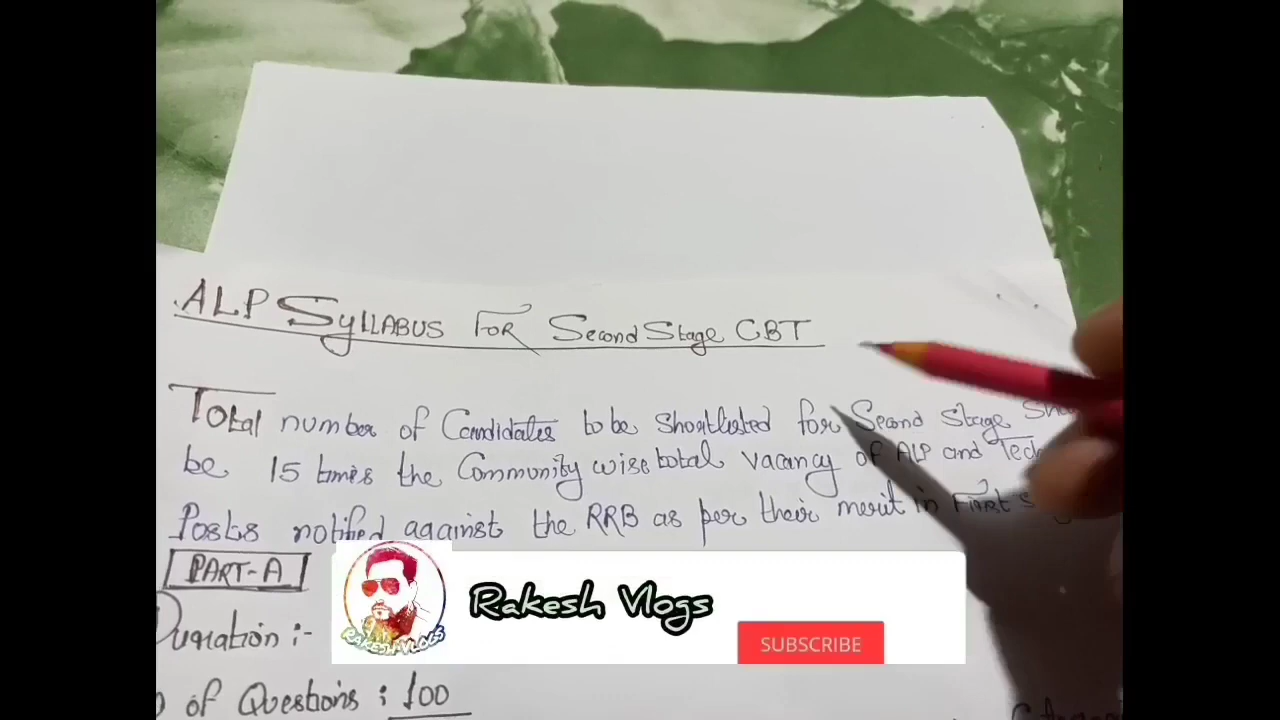 ALP SYLLABUS FOR Second Stage CBT
Total number of Candidates to be Shortlisted for Second Stage
be 15 times the Community wise total vacancy of ALP and
Posts notified against the RRB as per their merit in First
PART-A
Duration :-
of Questions : 100
RAKESH VLOGS
Rakesh Vlogs
SUBSCRIBE